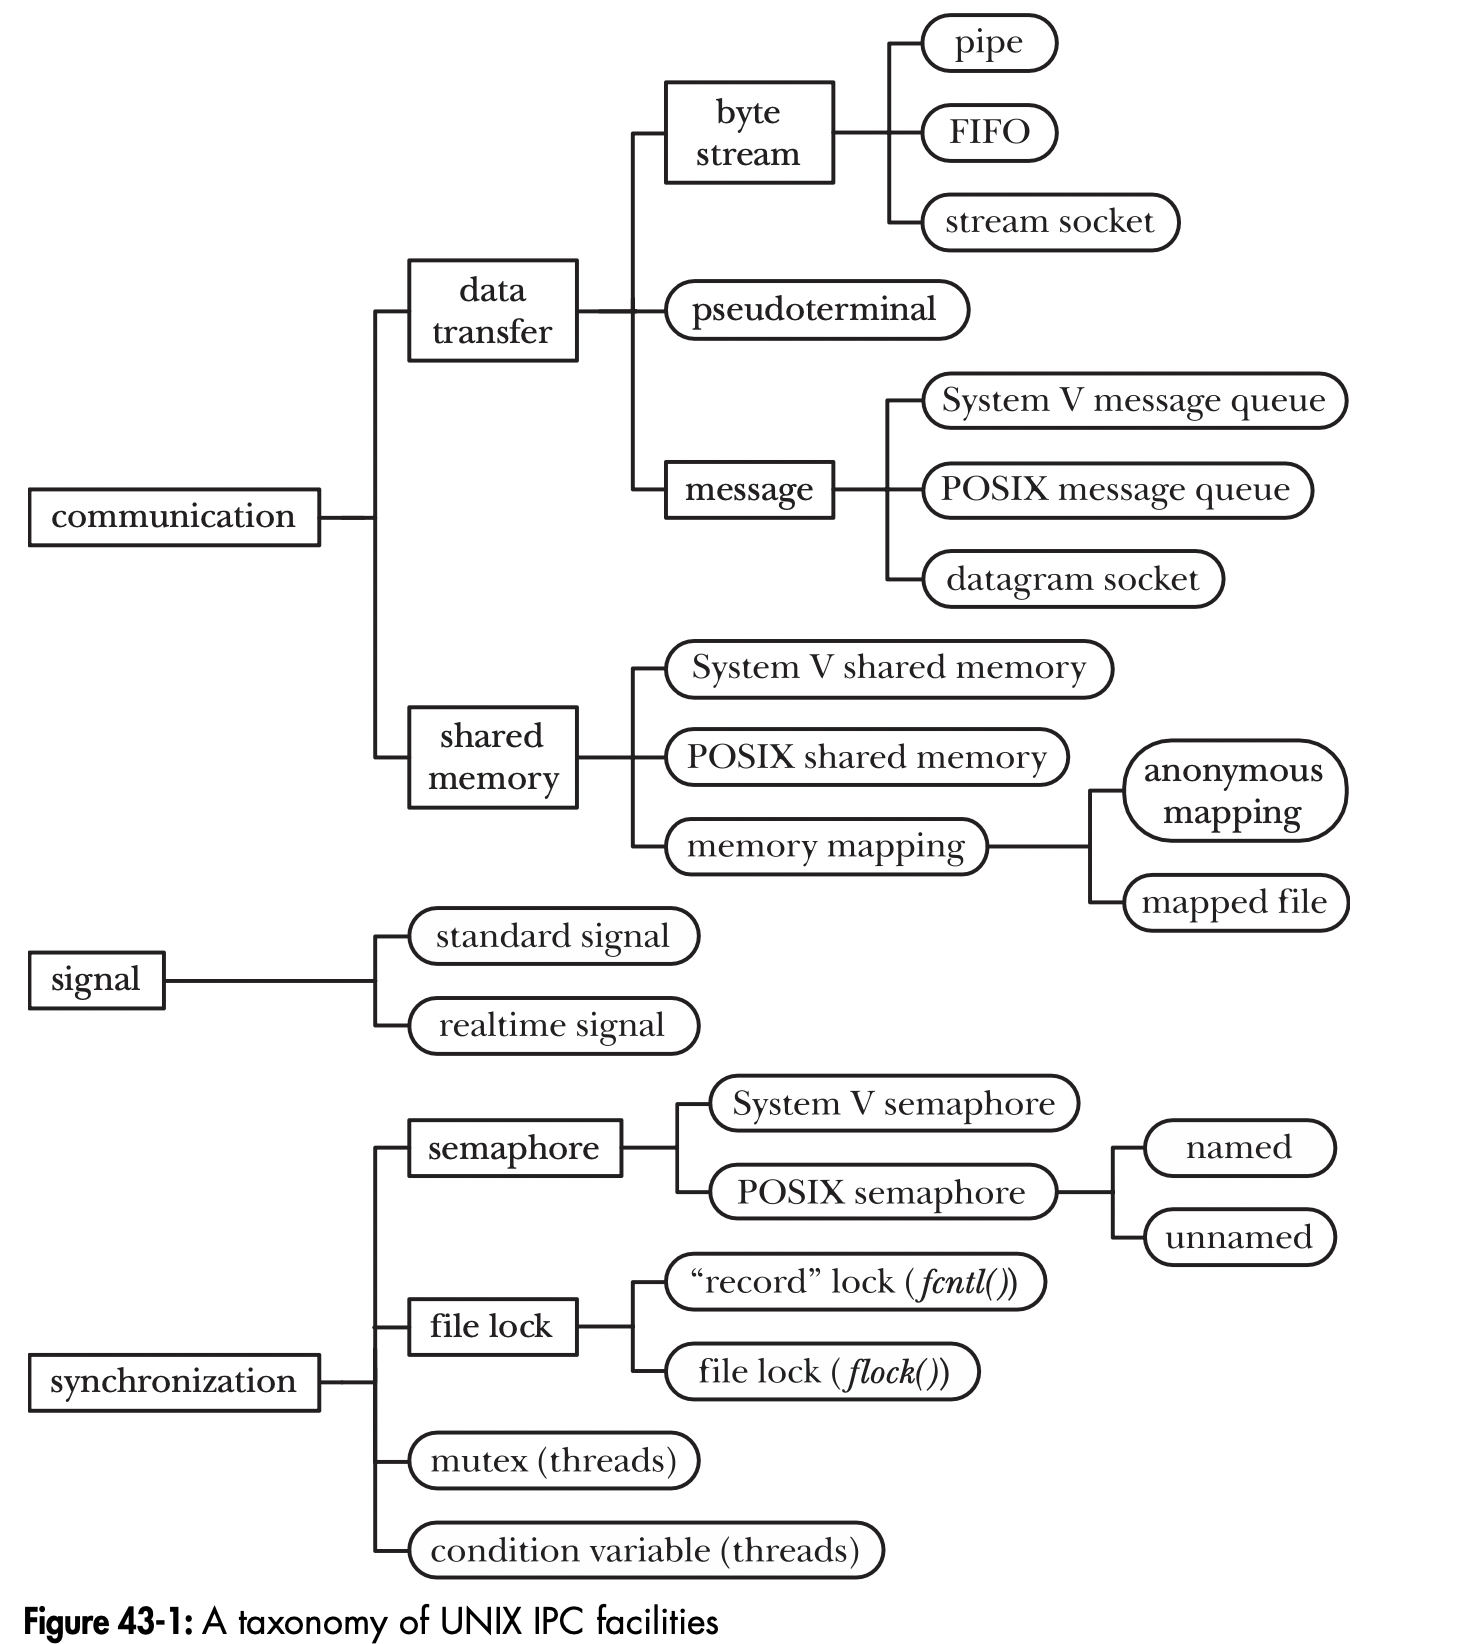 pipe
byte
stream
FIFO
stream socket
data
transfer
pseudoterminal
System V message queue
message
POSIX message queue
communication
datagram socket
System V shared memory
shared
memory
POSIX shared memory
anonymous
mapping
memory mapping
mapped file
standard signal
signal
realtime signal
System V semaphore
semaphore
named
POSIX semaphore
unnamed
“record” lock (fcntl())
file lock
file lock (flock())
synchronization
mutex (threads)
condition variable (threads)
Figure 43-1: A taxonomy of UNIX IPC facilities